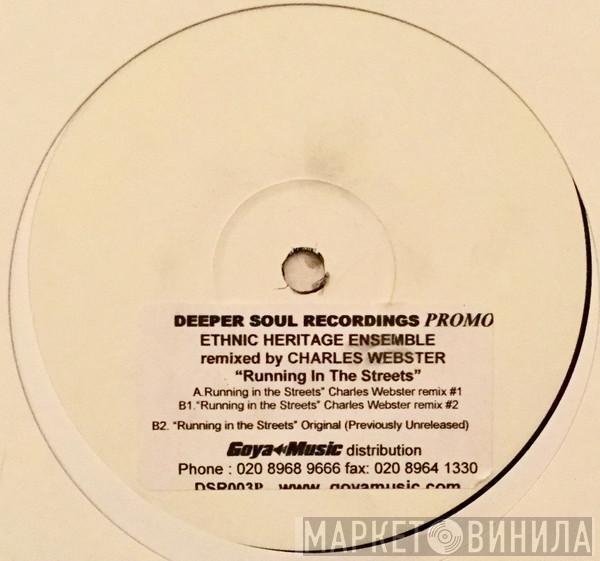 DEEPER SOUL RECORDINGS PROMO
ETHNIC HERITAGE ENSEMBLE
remixed by CHARLES WEBSTER
“Running In The Streets”
A.Running in the Streets” Charles Webster remix #1
B1.“Running in the Streets” Charles Webster remix #2
B2. “Running in the Streets” Original (Previously Unreleased)
Goya Music distribution
Phone : 020 8968 9666 fax: 020 8964 1330
DSR003P www.goyamusic.com
МАРКЕТ ВИНИЛА